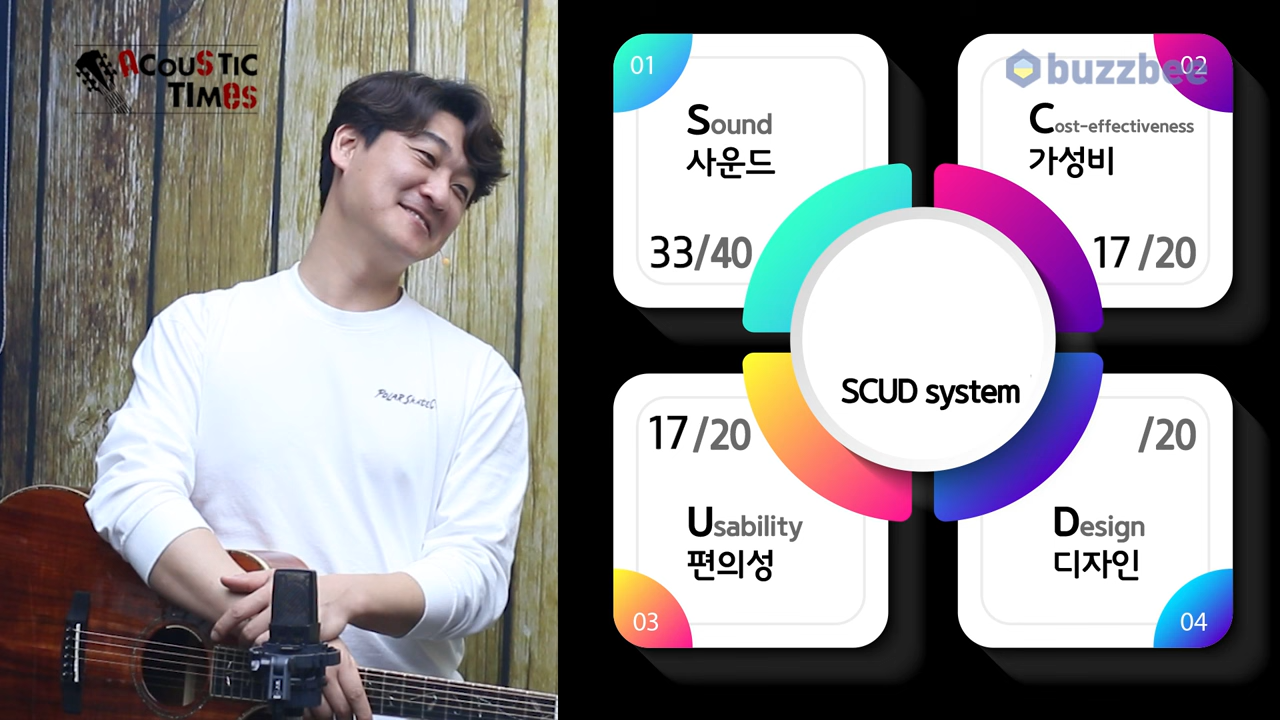 ACOUSTIC
TIMES
01
Sound
사운드
33/40
buzzbee
02
Cost-effectiveness
가성비
17 /20
SCUD system
17/20
Usability
편의성
03
/20
Design
디자인
04